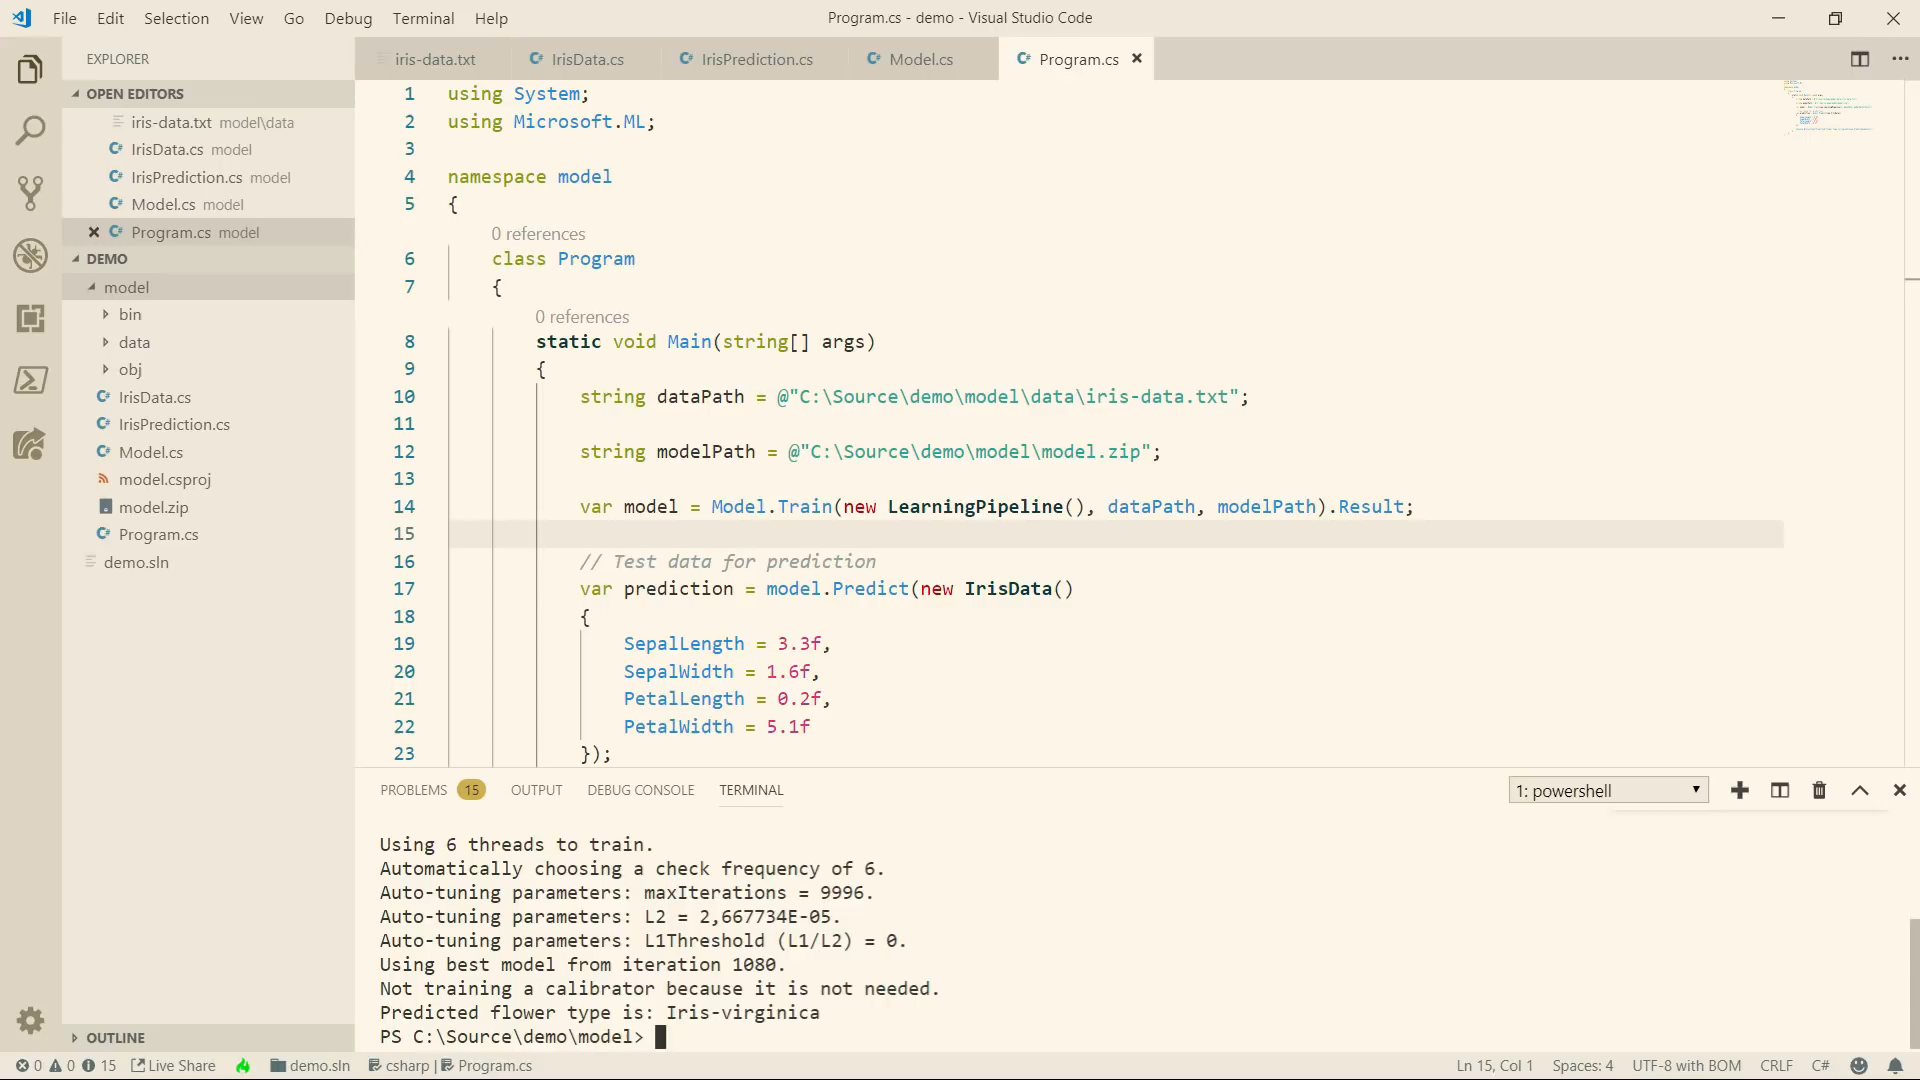 File Edit Selection View Go Debug Terminal Help
Program.cs - demo - Visual Studio Code
EXPLORER
OPEN EDITORS
iris-data.txt model\data
IrisData.cs model
IrisPrediction.cs model
Model.cs model
Program.cs model
DEMO
model
bin
data
obj
IrisData.cs
IrisPrediction.cs
Model.cs
model.csproj
model.zip
Program.cs
demo.sln
OUTLINE
iris-data.txt IrisData.cs IrisPrediction.cs Model.cs Program.cs
1 using System;
2 using Microsoft.ML;
3
4 namespace model
5 {
0 references
6 class Program
7 {
0 references
8 static void Main(string[] args)
9 {
10 string dataPath = @"C:\Source\demo\model\data\iris-data.txt";
11
12 string modelPath = @"C:\Source\demo\model\model.zip";
13
14 var model = Model.Train(new LearningPipeline(), dataPath, modelPath).Result;
15
16 // Test data for prediction
17 var prediction = model.Predict(new IrisData()
18 {
19 SepalLength = 3.3f,
20 SepalWidth = 1.6f,
21 PetalLength = 0.2f,
22 PetalWidth = 5.1f
23 });
PROBLEMS 15 OUTPUT DEBUG CONSOLE TERMINAL
1: powershell
Using 6 threads to train.
Automatically choosing a check frequency of 6.
Auto-tuning parameters: maxIterations = 9996.
Auto-tuning parameters: L2 = 2,667734E-05.
Auto-tuning parameters: L1Threshold (L1/L2) = 0.
Using best model from iteration 1080.
Not training a calibrator because it is not needed.
Predicted flower type is: Iris-virginica
PS C:\Source\demo\model>
0 0 15 Live Share demo.sln csharp | Program.cs
Ln 15, Col 1 Spaces: 4 UTF-8 with BOM CRLF C#